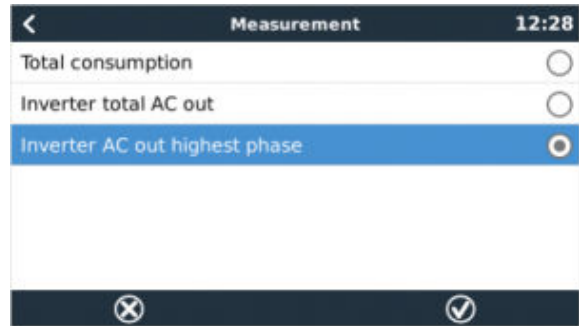 Measurement 12:28
Total consumption
Inverter total AC out
Inverter AC out highest phase